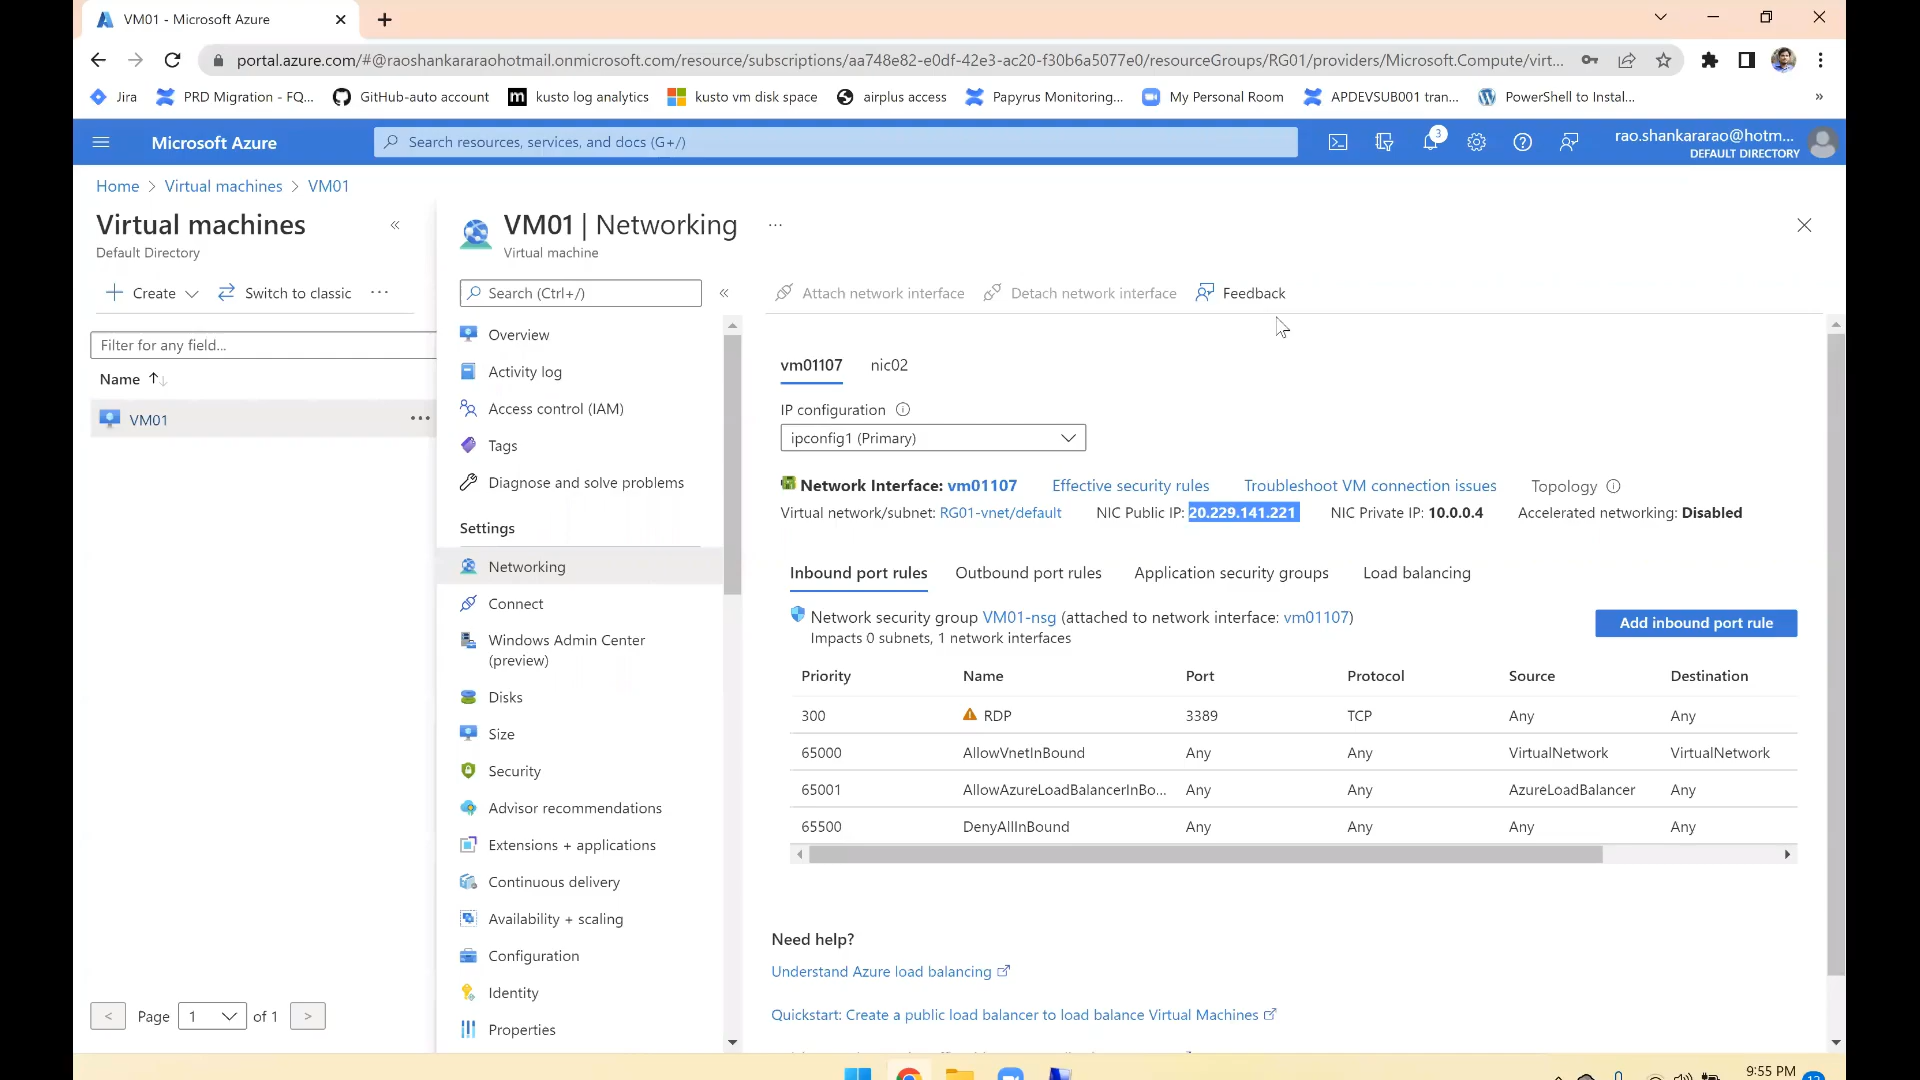 VM01 - Microsoft Azure
portal.azure.com/#@raoshankararaohotmail.onmicrosoft.com/resource/subscriptions/aa748e82-e0df-42e3-ac20-f30b6a5077e0/resourceGroups/RG01/providers/Microsoft.Compute/virt...
Jira
PRD Migration - FQ...
GitHub-auto account
kusto log analytics
kusto vm disk space
airplus access
Papyrus Monitoring...
My Personal Room
APDEVSUB001 tran...
PowerShell to Instal...
»
Microsoft Azure
Search resources, services, and docs (G+/)
3
rao.shankararao@hotm...
DEFAULT DIRECTORY
Home > Virtual machines > VM01
Virtual machines
«
Default Directory
Create
Switch to classic
...
Filter for any field...
Name
VM01
...
< Page 1 of 1 >
VM01 | Networking
...
Virtual machine
Search (Ctrl+/)
«
Overview
Activity log
Access control (IAM)
Tags
Diagnose and solve problems
Settings
Networking
Connect
Windows Admin Center
(preview)
Disks
Size
Security
Advisor recommendations
Extensions + applications
Continuous delivery
Availability + scaling
Configuration
Identity
Properties
Attach network interface
Detach network interface
Feedback
vm01107
nic02
IP configuration
ipconfig1 (Primary)
Network Interface: vm01107 Effective security rules Troubleshoot VM connection issues Topology
Virtual network/subnet: RG01-vnet/default NIC Public IP: 20.229.141.221 NIC Private IP: 10.0.0.4 Accelerated networking: Disabled
Inbound port rules Outbound port rules Application security groups Load balancing
Network security group VM01-nsg (attached to network interface: vm01107)
Impacts 0 subnets, 1 network interfaces
Add inbound port rule
Priority Name Port Protocol Source Destination
300 RDP 3389 TCP Any Any
65000 AllowVnetInBound Any Any VirtualNetwork VirtualNetwork
65001 AllowAzureLoadBalancerInBo... Any Any AzureLoadBalancer Any
65500 DenyAllInBound Any Any Any Any
Need help?
Understand Azure load balancing
Quickstart: Create a public load balancer to load balance Virtual Machines
9:55 PM